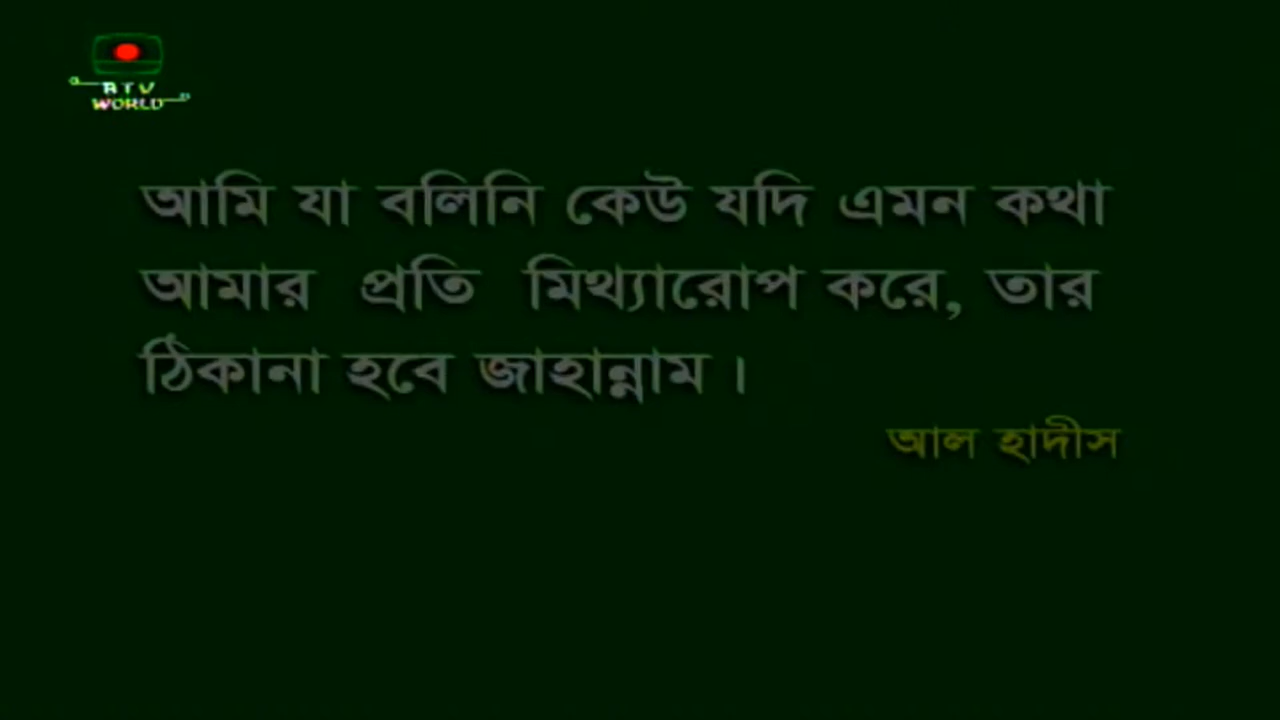 BTV
WORLD
আমি যা বলিনি কেউ যদি এমন কথা
আমার প্রতি মিথ্যারোপ করে, তার
ঠিকানা হবে জাহান্নাম ।
আল হাদীস